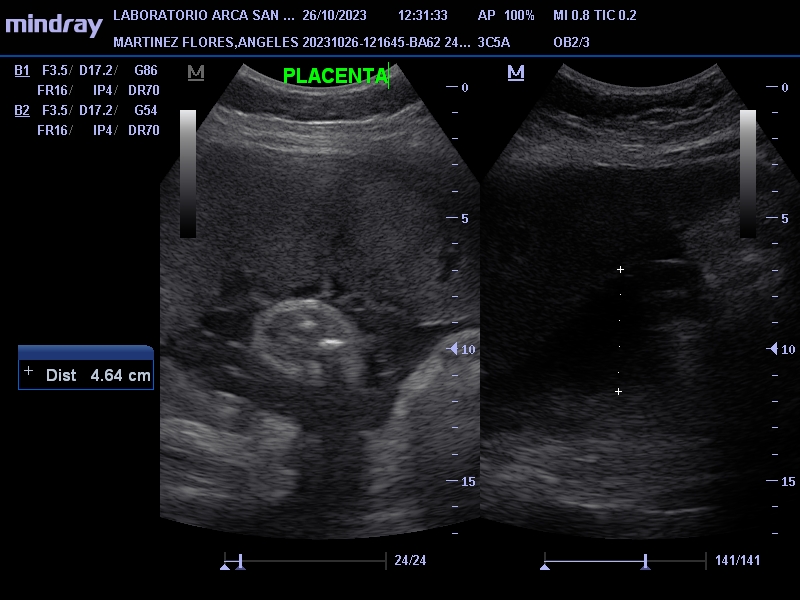 mindray LABORATORIO ARCA SAN ... 26/10/2023 12:31:33 AP 100% MI 0.8 TIC 0.2
MARTINEZ FLORES,ANGELES 20231026-121645-BA62 24... 3C5A OB2/3
B1 F3.5/ D17.2/ G86
FR16/ IP4/ DR70
B2 F3.5/ D17.2/ G54
FR16/ IP4/ DR70
M
PLACENTA
M
0
5
10
15
0
5
10
15
+ Dist 4.64 cm
24/24
141/141